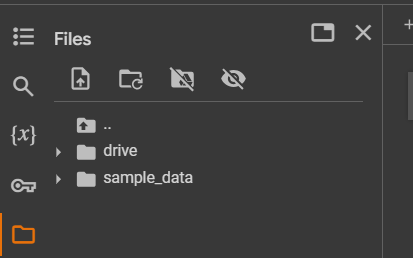 Files
{x}
..
drive
sample_data